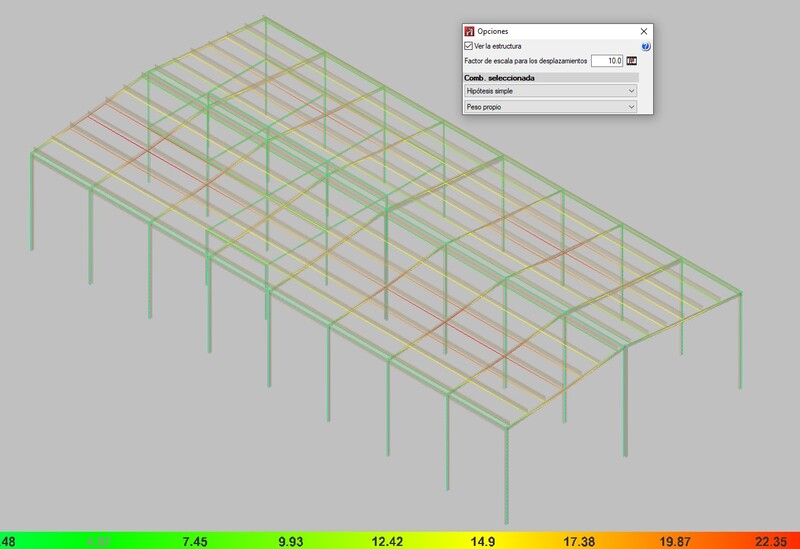 Opciones
Ver la estructura
Factor de escala para los desplazamientos 10.0
Comb. seleccionada
Hipótesis simple
Peso propio
.48 7.45 9.93 12.42 14.9 17.38 19.87 22.35